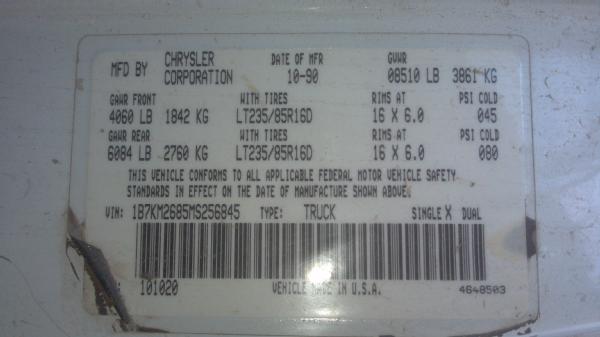 MFD BY CHRYSLER CORPORATION DATE OF MFR 10-90 GVWR 08510 LB 3861 KG
GAWR FRONT WITH TIRES RIMS AT PSI COLD
4060 LB 1842 KG LT235/85R16D 16 X 6.0 045
GAWR REAR WITH TIRES RIMS AT PSI COLD
6084 LB 2760 KG LT235/85R16D 16 X 6.0 080
THIS VEHICLE CONFORMS TO ALL APPLICABLE FEDERAL MOTOR VEHICLE SAFETY
STANDARDS IN EFFECT ON THE DATE OF MANUFACTURE SHOWN ABOVE.
VIN: 1B7KM2685MS256845 TYPE: TRUCK SINGLE X DUAL
101020 VEHICLE MADE IN U.S.A. 4648503